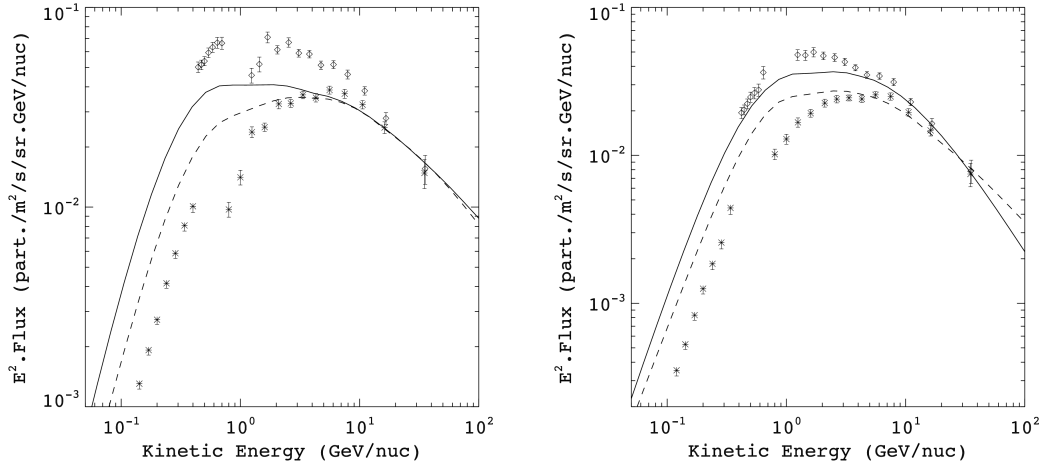 10⁻¹
10⁻²
10⁻³
E².Flux (part./m²/s/sr.GeV/nuc)
10⁻¹ 10⁰ 10¹ 10²
Kinetic Energy (GeV/nuc)
10⁻¹
10⁻²
10⁻³
E².Flux (part./m²/s/sr.GeV/nuc)
10⁻¹ 10⁰ 10¹ 10²
Kinetic Energy (GeV/nuc)